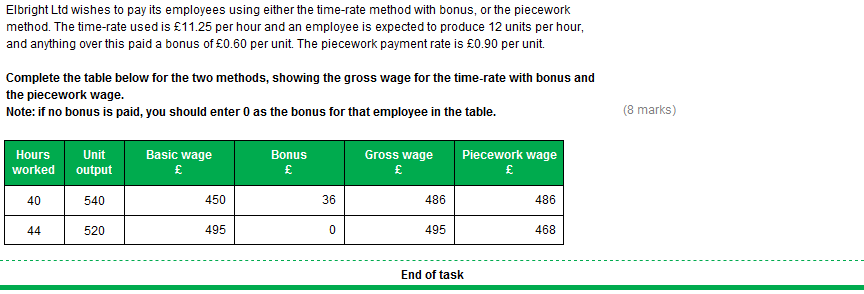 Elbright Ltd wishes to pay its employees using either the time-rate method with bonus, or the piecework
method. The time-rate used is £11.25 per hour and an employee is expected to produce 12 units per hour,
and anything over this paid a bonus of £0.60 per unit. The piecework payment rate is £0.90 per unit.
Complete the table below for the two methods, showing the gross wage for the time-rate with bonus and
the piecework wage.
Note: if no bonus is paid, you should enter 0 as the bonus for that employee in the table.
(8 marks)
Hours worked Unit output Basic wage £ Bonus £ Gross wage £ Piecework wage £
40 540 450 36 486 486
44 520 495 0 495 468
End of task